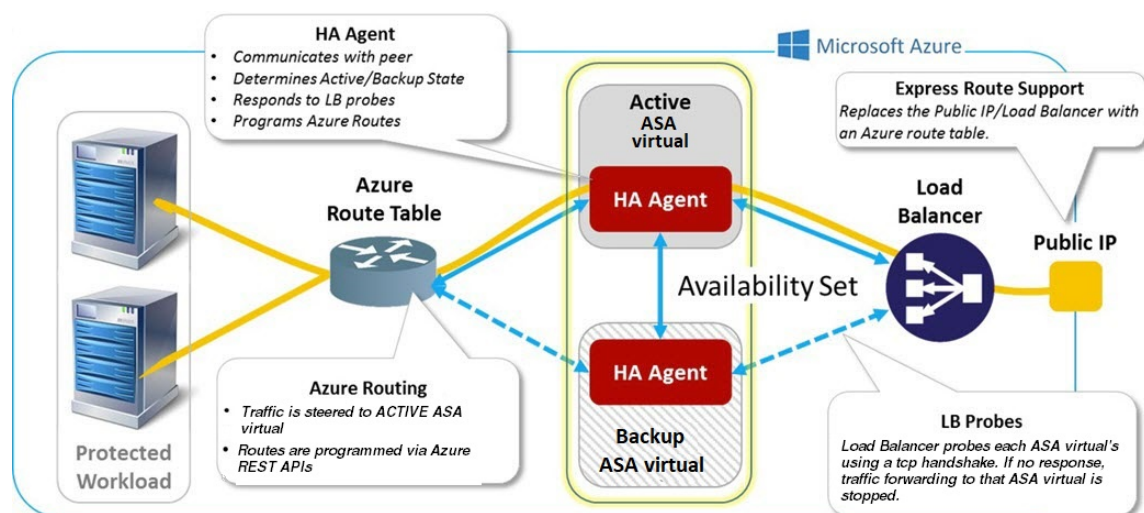 HA Agent
• Communicates with peer
• Determines Active/Backup State
• Responds to LB probes
• Programs Azure Routes
Microsoft Azure
Express Route Support
Replaces the Public IP/Load Balancer with
an Azure route table.
Active
ASA
virtual
HA Agent
Azure
Route Table
Load
Balancer
Public IP
Availability Set
HA Agent
Backup
ASA virtual
Protected
Workload
Azure Routing
• Traffic is steered to ACTIVE ASA
virtual
• Routes are programmed via Azure
REST APIs
LB Probes
Load Balancer probes each ASA virtual's
using a tcp handshake. If no response,
traffic forwarding to that ASA virtual is
stopped.